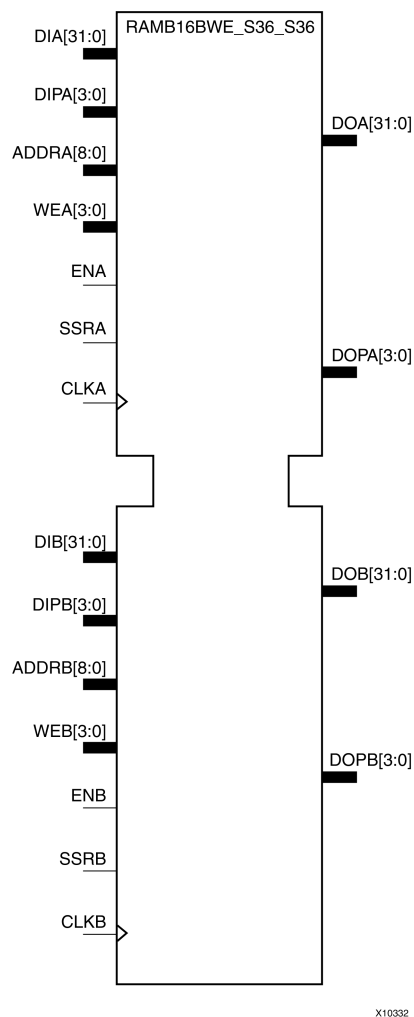 RAMB16BWE_S36_S36
DIA[31:0]
DIPA[3:0]
ADDRA[8:0]
WEA[3:0]
ENA
SSRA
CLKA
DOA[31:0]
DOPA[3:0]
DIB[31:0]
DIPB[3:0]
ADDRB[8:0]
WEB[3:0]
ENB
SSRB
CLKB
DOB[31:0]
DOPB[3:0]
X10332